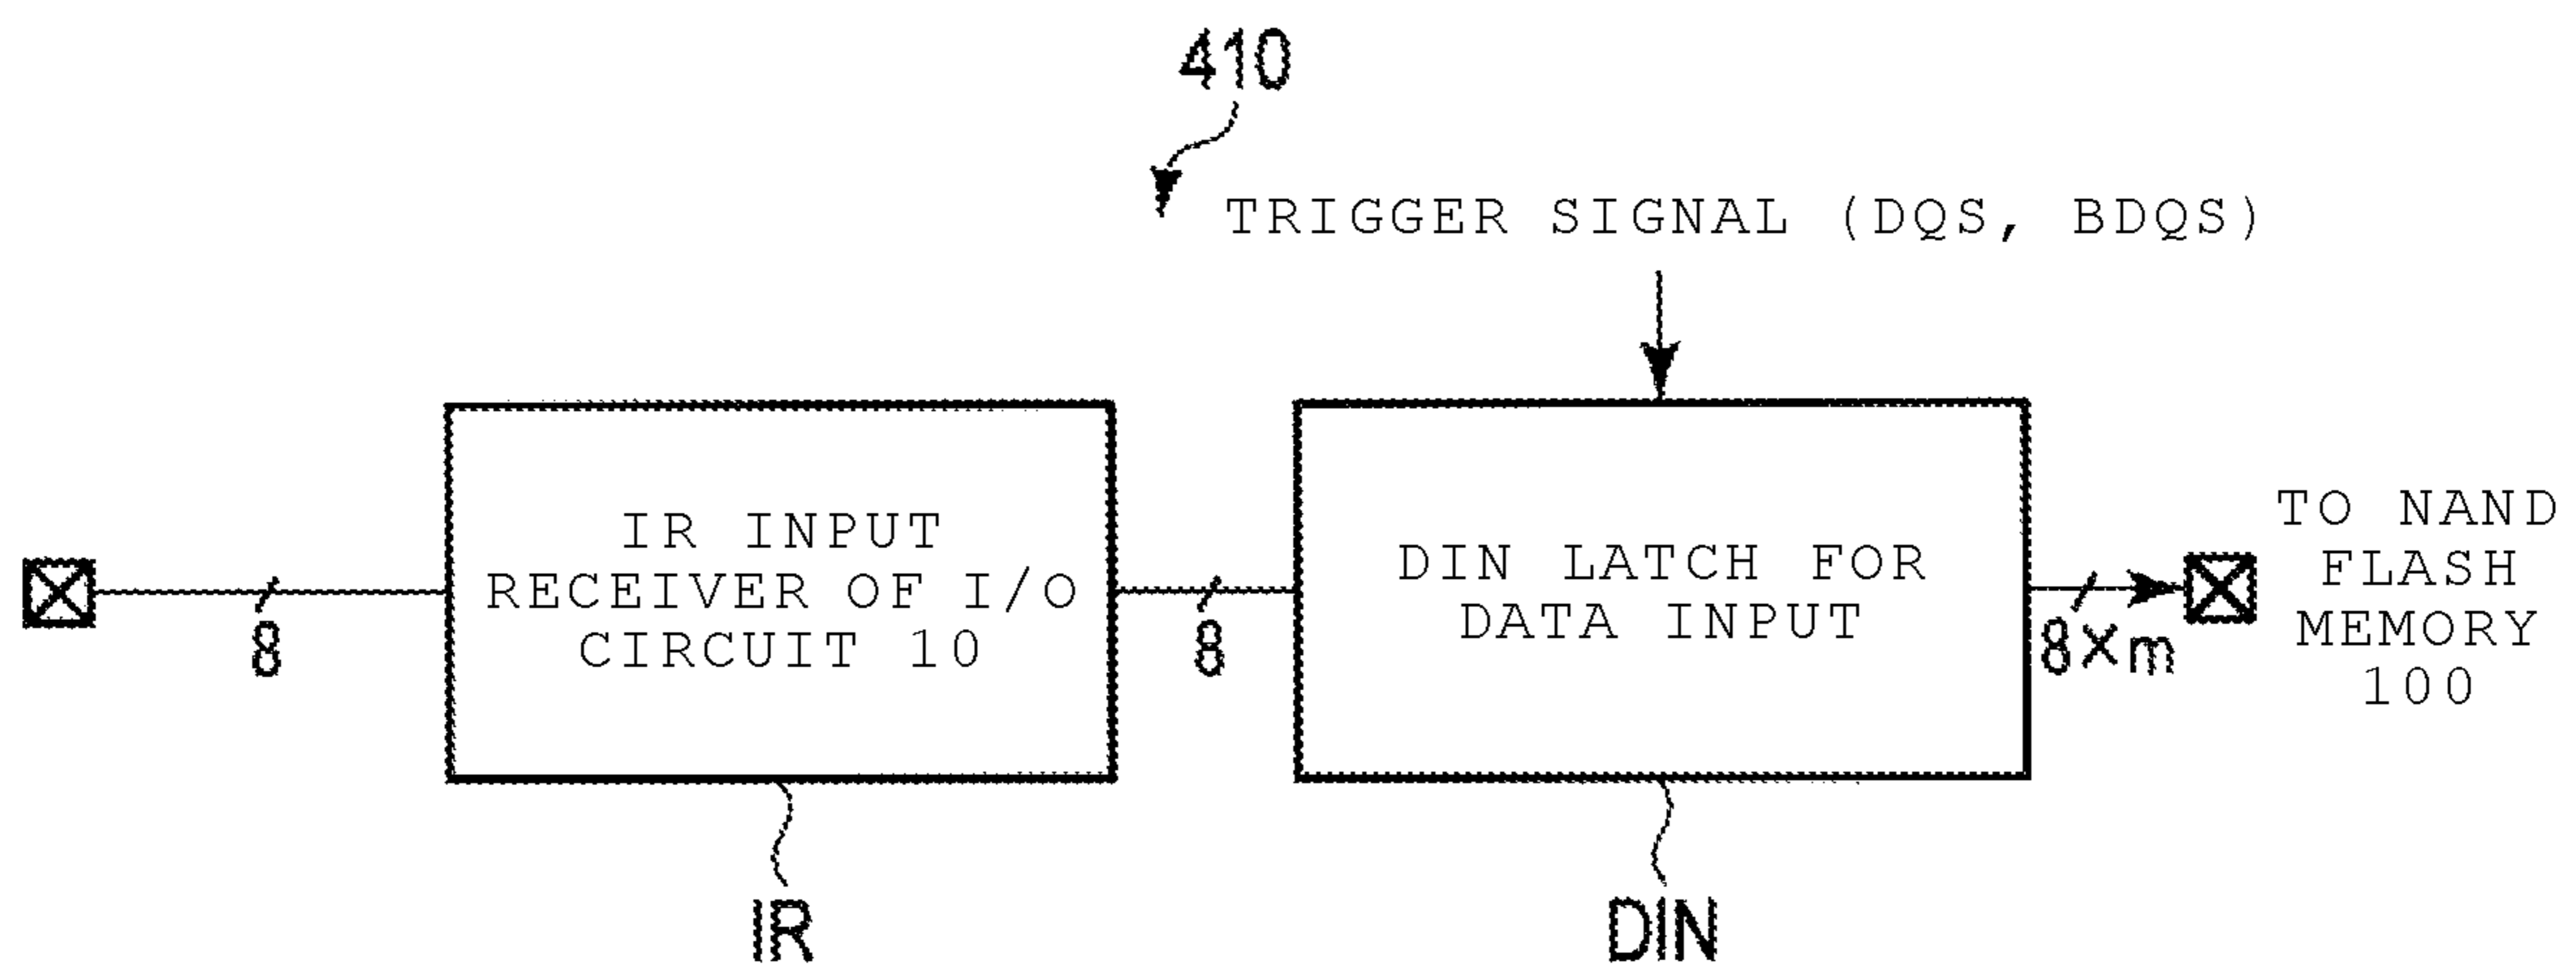 410
TRIGGER SIGNAL (DQS, BDQS)
IR INPUT
RECEIVER OF I/O
CIRCUIT 10
DIN LATCH FOR
DATA INPUT
TO NAND
FLASH
MEMORY
100
8
8
8×m
IR
DIN